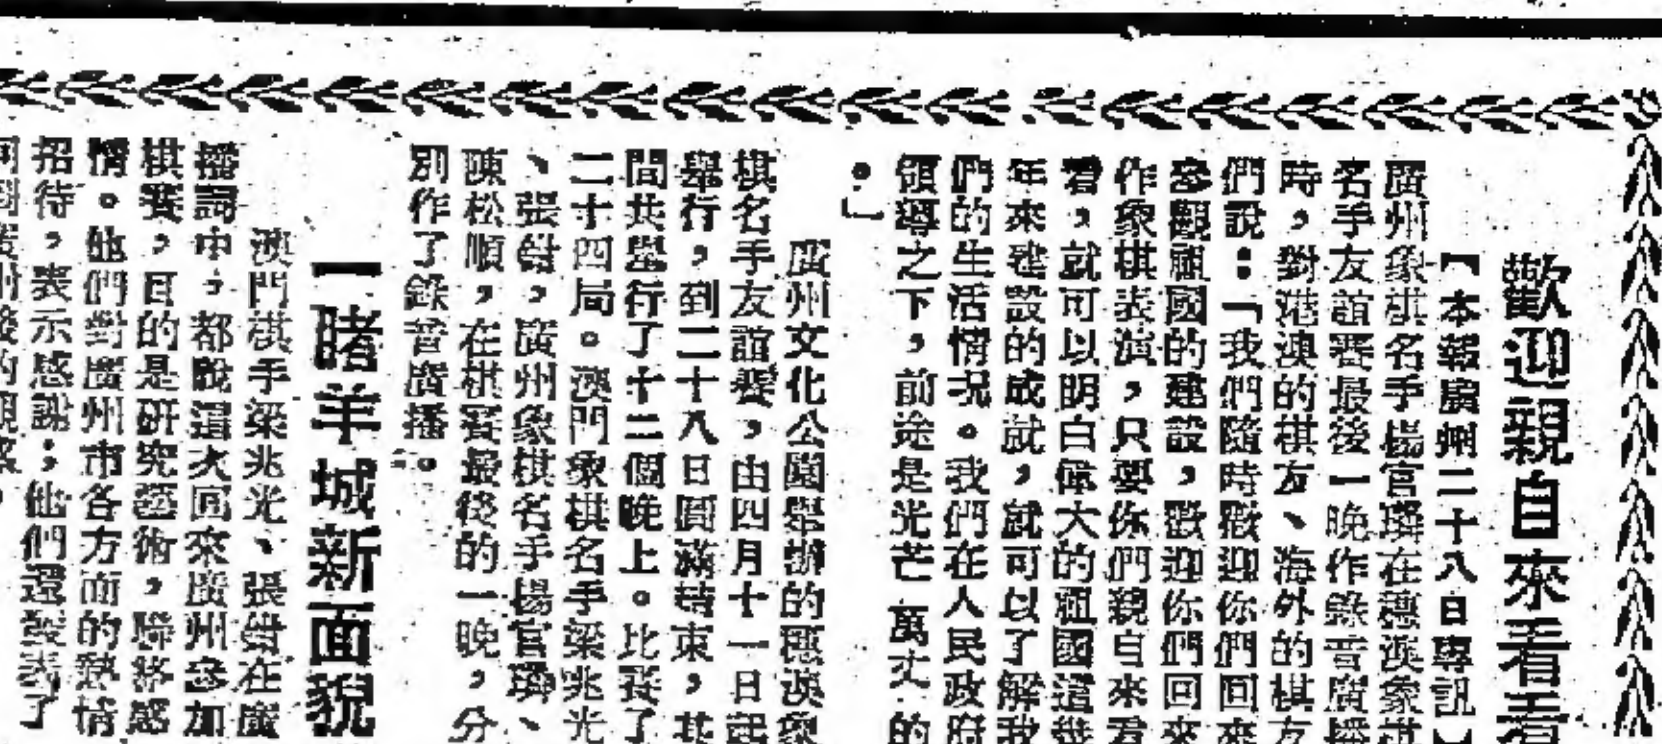 歡迎親自來看看
【本報廣州二十八日專訊】
廣州象棋名手楊官璘在穗澳象棋
名手友誼賽最後一晚作錄音廣播
時，對港澳的棋友、海外的棋友
們說：「我們隨時歡迎你們回來
參觀祖國的建設，歡迎你們回來
作象棋表演，只要你們親自來看
看，就可以明白偉大的祖國這幾
年來建設的成就，就可以了解我
們的生活情況。我們在人民政府
領導之下，前途是光芒萬丈的
。」
廣州文化公園舉辦的穗澳象
棋名手友誼賽，由四月十一日起
舉行，到二十八日圓滿結束，其
間共舉行了十二個晚上。比賽了
二十四局。澳門象棋名手梁兆光
、張錯，廣州象棋名手楊官璘、
陳松順，在棋賽最後的一晚，分
別作了錄音廣播。
一睹羊城新面貌
澳門棋手梁兆光、張錯在廣
播詞中，都說這次回來廣州參加
棋賽，目的是研究藝術，聯絡感
情。他們對廣州市各方面的熱情
招待，表示感謝；他們還發表了